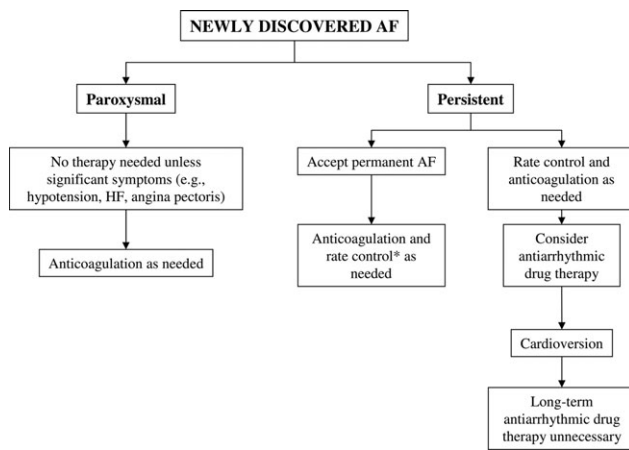 NEWLY DISCOVERED AF
Paroxysmal
Persistent
No therapy needed unless
significant symptoms (e.g.,
hypotension, HF, angina pectoris)
Anticoagulation as needed
Accept permanent AF
Anticoagulation and
rate control* as
needed
Rate control and
anticoagulation as
needed
Consider
antiarrhythmic
drug therapy
Cardioversion
Long-term
antiarrhythmic drug
therapy unnecessary